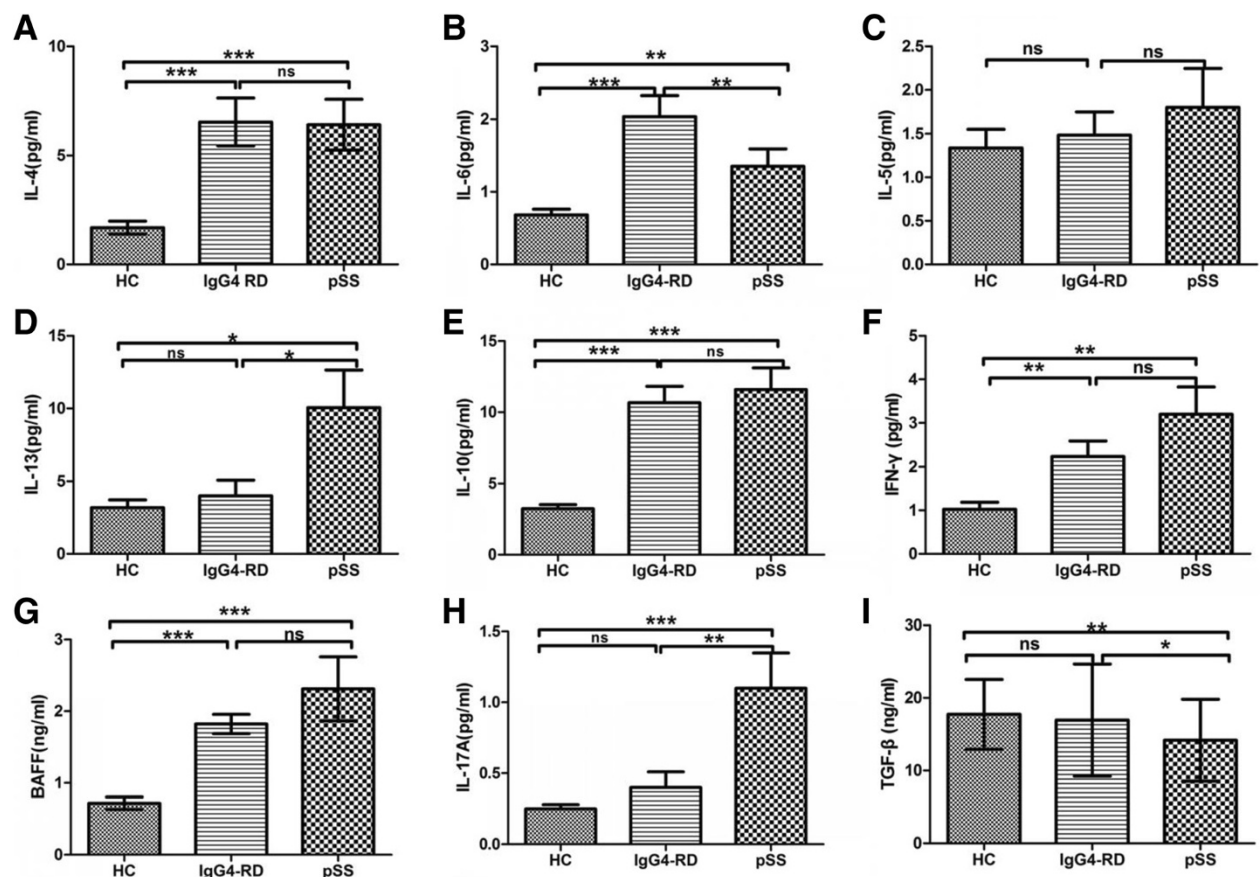 A
IL-4(pg/ml)
10
5
0
***
***
ns
HC
IgG4 RD
pSS
B
IL-6(pg/ml)
3
2
1
0
**
***
**
HC
IgG4-RD
pSS
C
IL-5(pg/ml)
2.5
2.0
1.5
1.0
0.5
0.0
ns
ns
HC
IgG4-RD
pSS
D
IL-13(pg/ml)
15
10
5
0
*
ns
*
HC
IgG4-RD
pSS
E
IL-10(pg/ml)
15
10
5
0
***
***
ns
HC
IgG4-RD
pSS
F
IFN-γ (pg/ml)
5
4
3
2
1
0
**
**
ns
HC
IgG4-RD
pSS
G
BAFF(ng/ml)
3
2
1
0
***
***
ns
HC
IgG4-RD
pSS
H
IL-17A(pg/ml)
1.5
1.0
0.5
0.0
***
ns
**
HC
IgG4-RD
pSS
I
TGF-β (ng/ml)
30
20
10
0
**
ns
*
HC
IgG4-RD
pSS